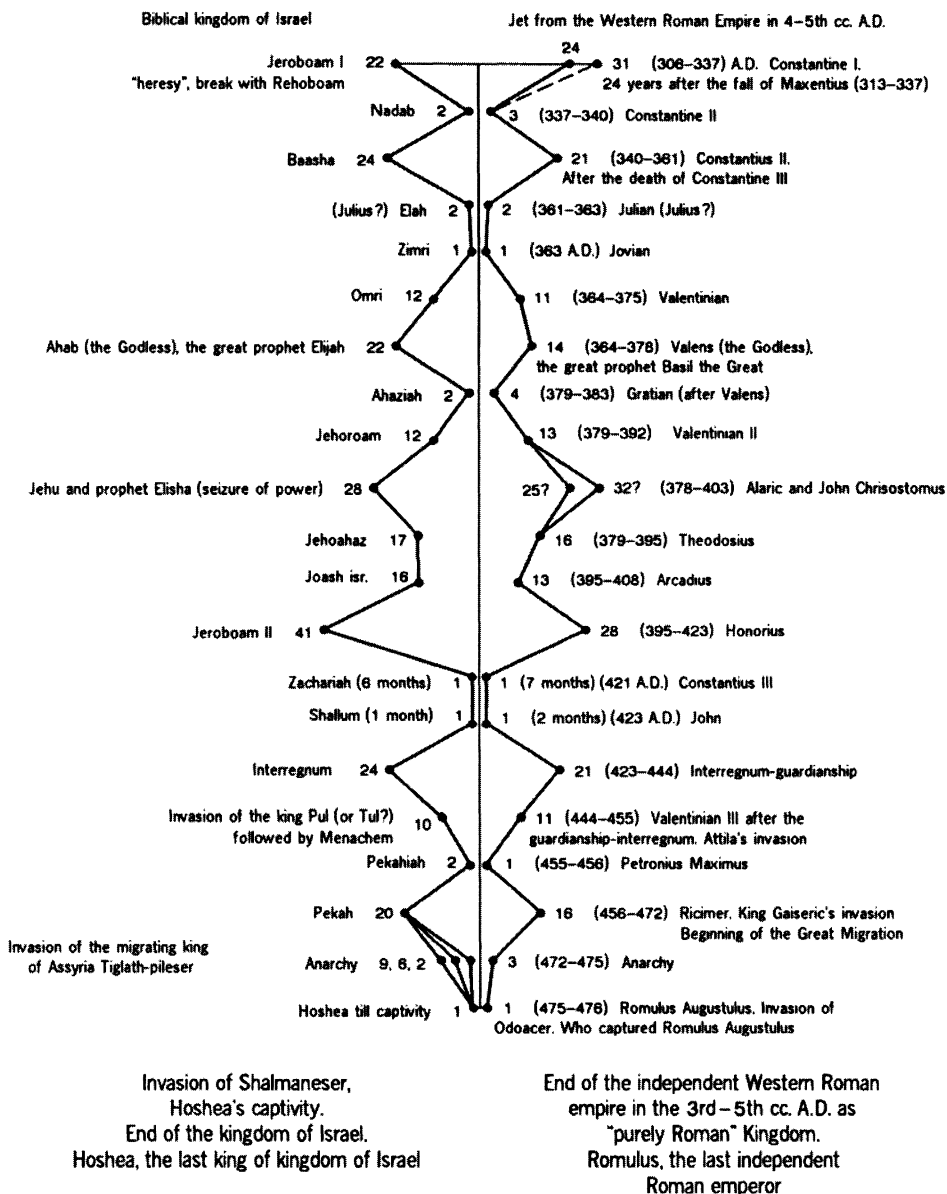 Biblical kingdom of Israel
Jet from the Western Roman Empire in 4-5th cc. A.D.
Jeroboam I 22
"heresy", break with Rehoboam
24
31 (306-337) A.D. Constantine I.
24 years after the fall of Maxentius (313-337)
Nadab 2
3 (337-340) Constantine II
Baasha 24
21 (340-361) Constantius II.
After the death of Constantine III
(Julius?) Elah 2
2 (361-363) Julian (Julius?)
Zimri 1
1 (363 A.D.) Jovian
Omri 12
11 (364-375) Valentinian
Ahab (the Godless), the great prophet Elijah 22
14 (364-378) Valens (the Godless),
the great prophet Basil the Great
Ahaziah 2
4 (379-383) Gratian (after Valens)
Jehoroam 12
13 (379-392) Valentinian II
Jehu and prophet Elisha (seizure of power) 28
25? 32? (378-403) Alaric and John Chrisostomus
Jehoahaz 17
16 (379-395) Theodosius
Joash isr. 16
13 (395-408) Arcadius
Jeroboam II 41
28 (395-423) Honorius
Zachariah (6 months) 1
1 (7 months) (421 A.D.) Constantius III
Shallum (1 month) 1
1 (2 months) (423 A.D.) John
Interregnum 24
21 (423-444) Interregnum-guardianship
Invasion of the king Pul (or Tul?)
followed by Menachem 10
11 (444-455) Valentinian III after the
guardianship-interregnum. Attila's invasion
Pekahiah 2
1 (455-456) Petronius Maximus
Pekah 20
16 (456-472) Ricimer. King Gaiseric's invasion
Beginning of the Great Migration
Invasion of the migrating king
of Assyria Tiglath-pileser
Anarchy 9, 6, 2
3 (472-475) Anarchy
Hoshea till captivity 1
1 (475-476) Romulus Augustulus. Invasion of
Odoacer. Who captured Romulus Augustulus
Invasion of Shalmaneser,
Hoshea's captivity.
End of the kingdom of Israel.
Hoshea, the last king of kingdom of Israel
End of the independent Western Roman
empire in the 3rd-5th cc. A.D. as
"purely Roman" Kingdom.
Romulus, the last independent
Roman emperor